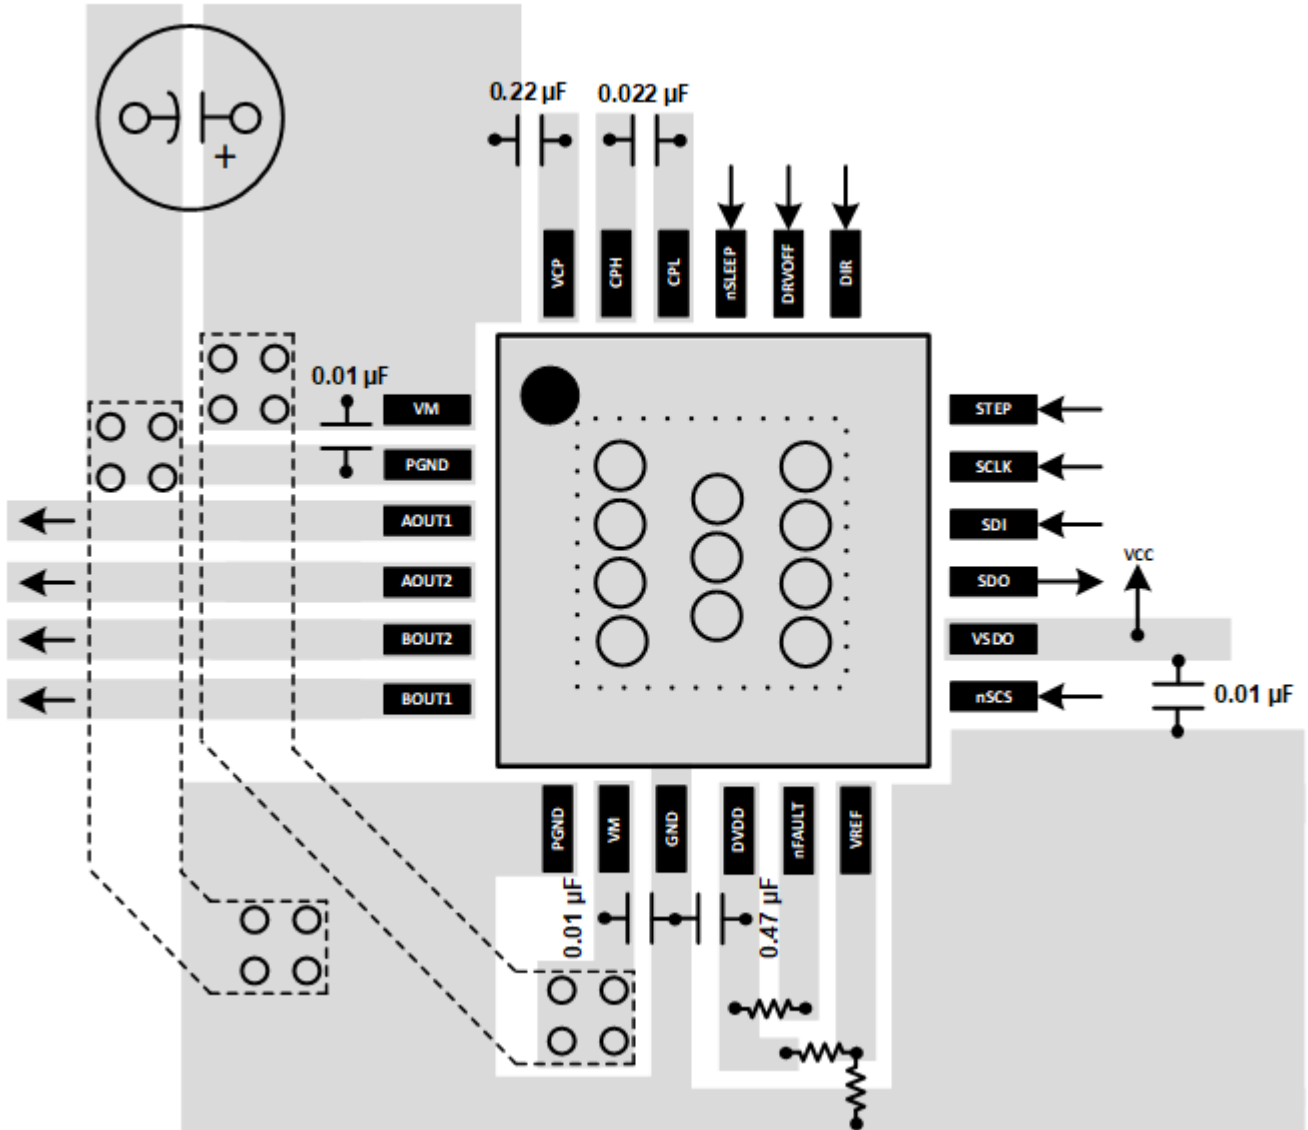 0.22 µF
0.022 µF
+
VCP
CPH
CPL
nSLEEP
DRVOFF
DIR
0.01 µF
VM
PGND
AOUT1
AOUT2
BOUT2
BOUT1
STEP
SCLK
SDI
SDO
VSDO
nSCS
VCC
0.01 µF
PGND
VM
GND
DVDD
nFAULT
VREF
0.01 µF
0.47 µF